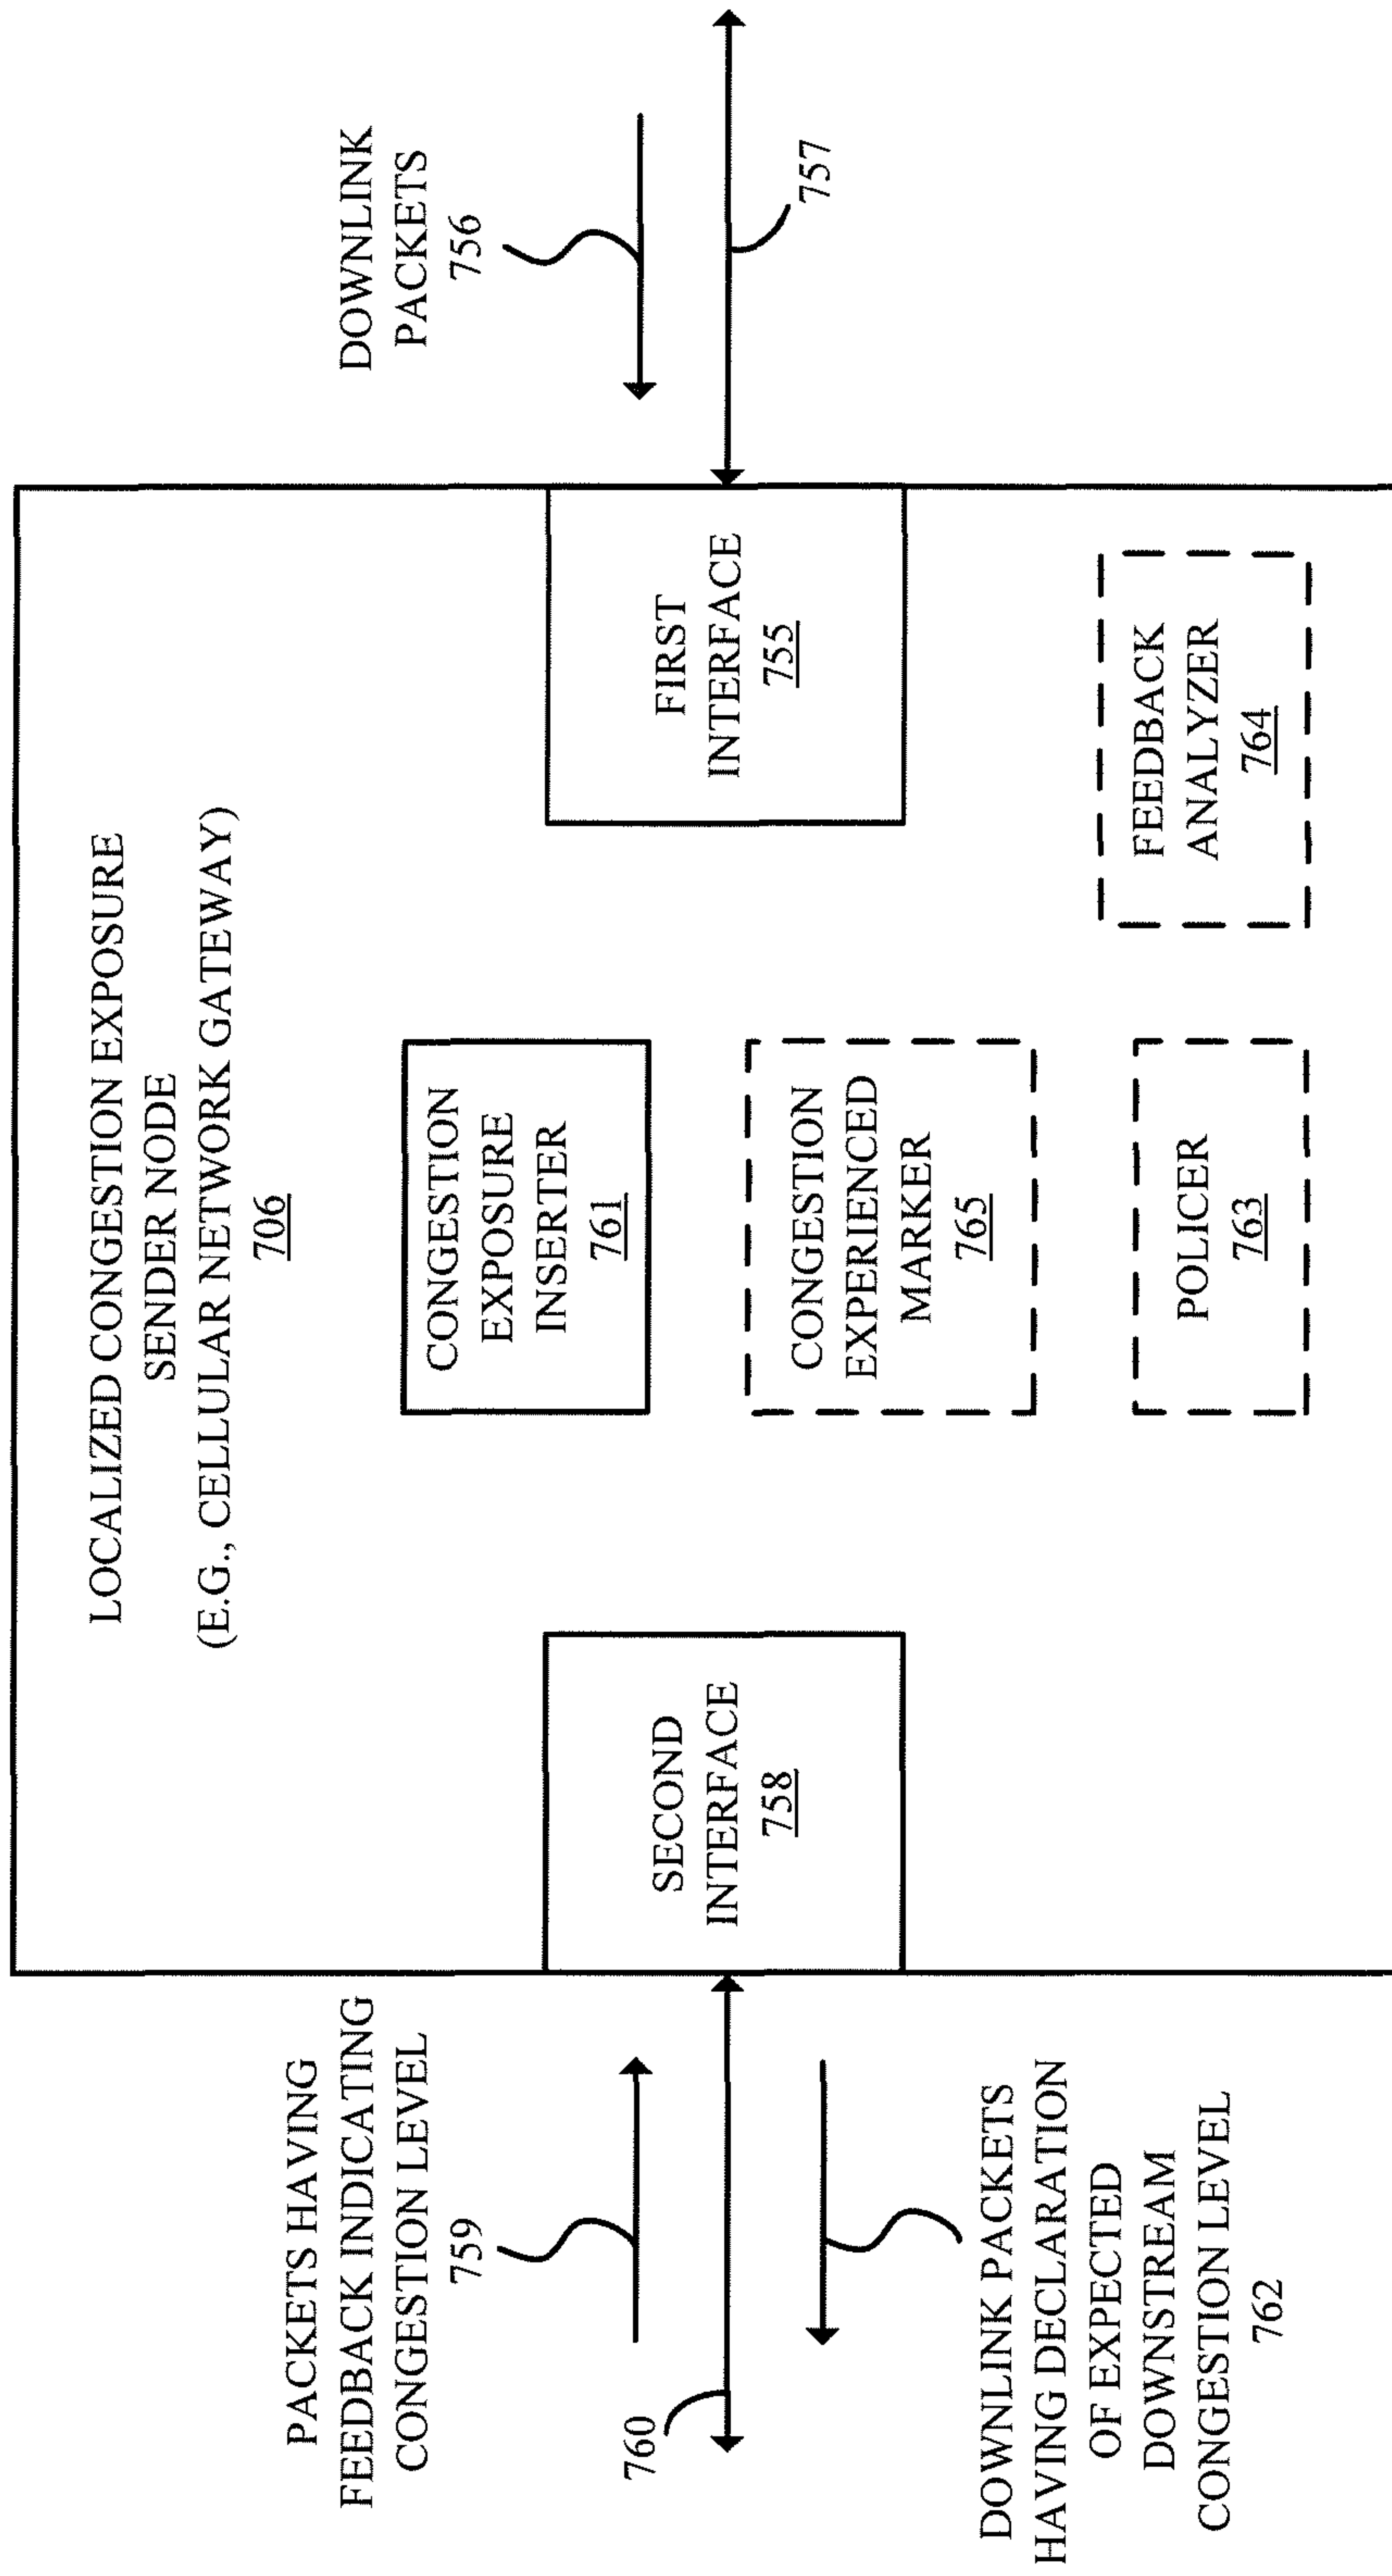 LOCALIZED CONGESTION EXPOSURE
SENDER NODE
(E.G., CELLULAR NETWORK GATEWAY)
706
PACKETS HAVING
FEEDBACK INDICATING
CONGESTION LEVEL
759
760
DOWNLINK PACKETS
HAVING DECLARATION
OF EXPECTED
DOWNSTREAM
CONGESTION LEVEL
762
SECOND
INTERFACE
758
CONGESTION
EXPOSURE
INSERTER
761
CONGESTION
EXPERIENCED
MARKER
765
POLICER
763
FIRST
INTERFACE
755
FEEDBACK
ANALYZER
764
DOWNLINK
PACKETS
756
757